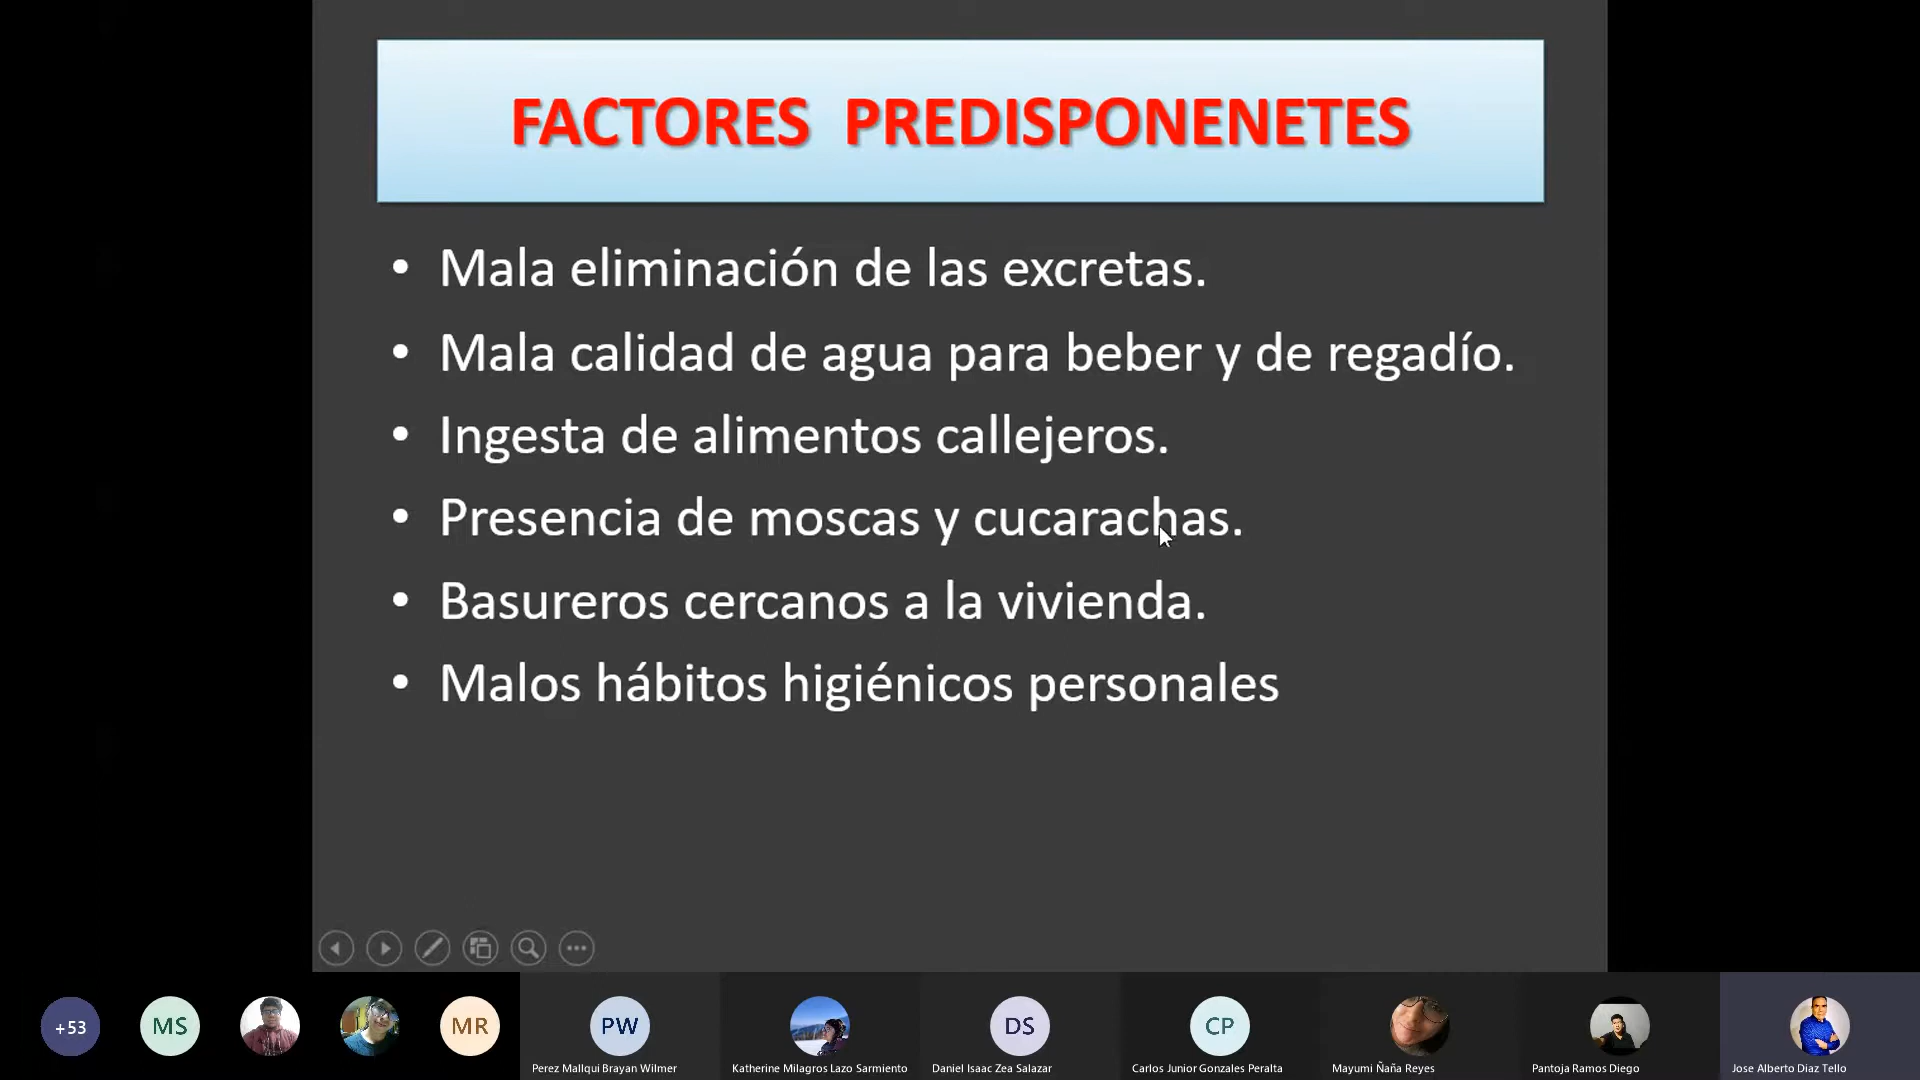 FACTORES PREDISPONENETES
• Mala eliminación de las excretas.
• Mala calidad de agua para beber y de regadío.
• Ingesta de alimentos callejeros.
• Presencia de moscas y cucarachas.
• Basureros cercanos a la vivienda.
• Malos hábitos higiénicos personales
+53
MS
MR
PW
DS
CP
Perez Mallqui Brayan Wilmer
Katherine Milagros Lazo Sarmiento
Daniel Isaac Zea Salazar
Carlos Junior Gonzales Peralta
Mayumi Ñaña Reyes
Pantoja Ramos Diego
Jose Alberto Diaz Tello